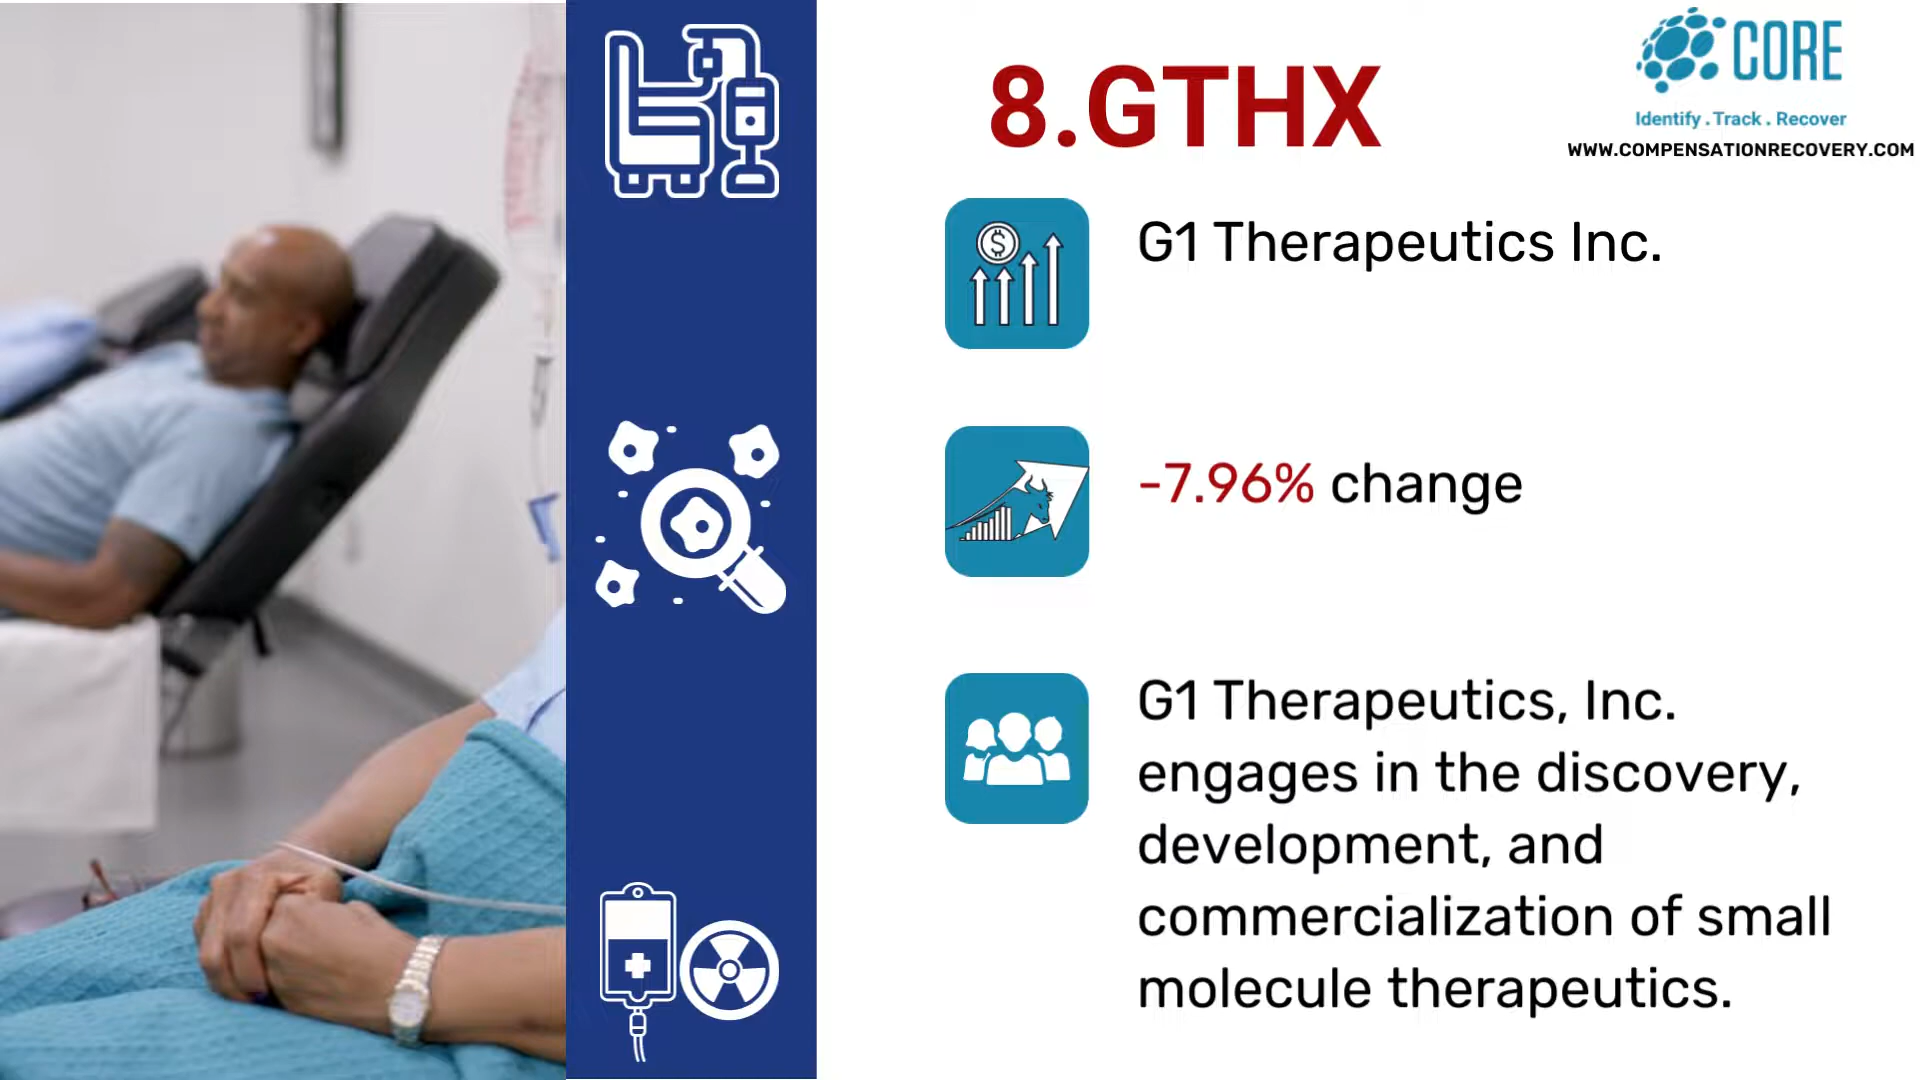 8.GTHX
CORE
Identify . Track . Recover
WWW.COMPENSATIONRECOVERY.COM
G1 Therapeutics Inc.
-7.96% change
G1 Therapeutics, Inc.
engages in the discovery,
development, and
commercialization of small
molecule therapeutics.